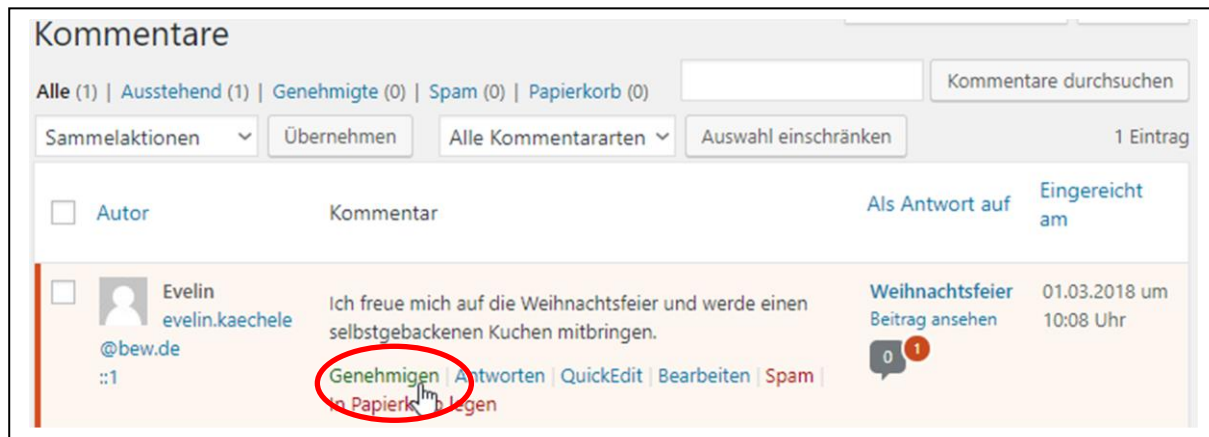 Kommentare
Alle (1) | Ausstehend (1) | Genehmigte (0) | Spam (0) | Papierkorb (0)
Kommentare durchsuchen
Sammelaktionen Übernehmen Alle Kommentararten Auswahl einschränken 1 Eintrag
Autor Kommentar Als Antwort auf Eingereicht am
Evelin
evelin.kaechele
@bew.de
::1
Ich freue mich auf die Weihnachtsfeier und werde einen
selbstgebackenen Kuchen mitbringen.
Genehmigen | Antworten | QuickEdit | Bearbeiten | Spam |
In Papierkorb legen
Weihnachtsfeier
Beitrag ansehen
0 1
01.03.2018 um
10:08 Uhr